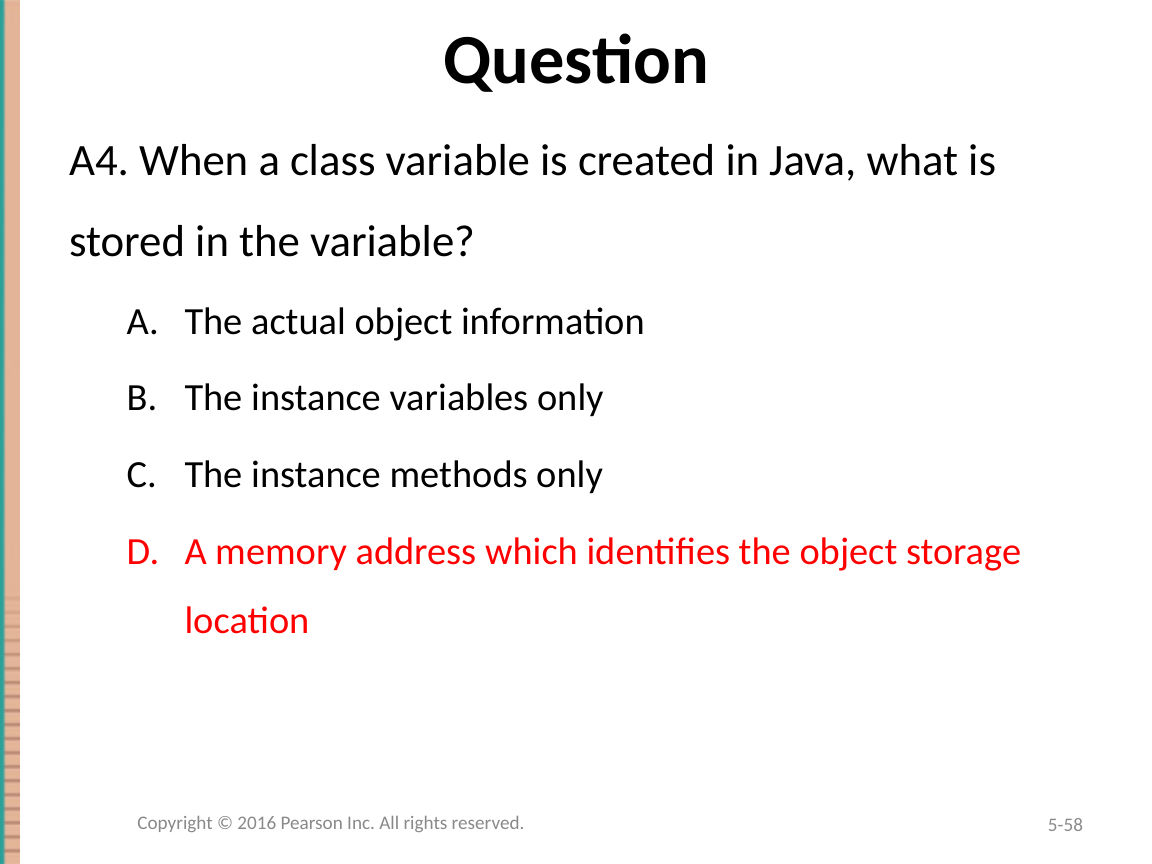 Question
A4. When a class variable is created in Java, what is
stored in the variable?
A. The actual object information
B. The instance variables only
C. The instance methods only
D. A memory address which identifies the object storage
location
Copyright © 2016 Pearson Inc. All rights reserved.
5-58